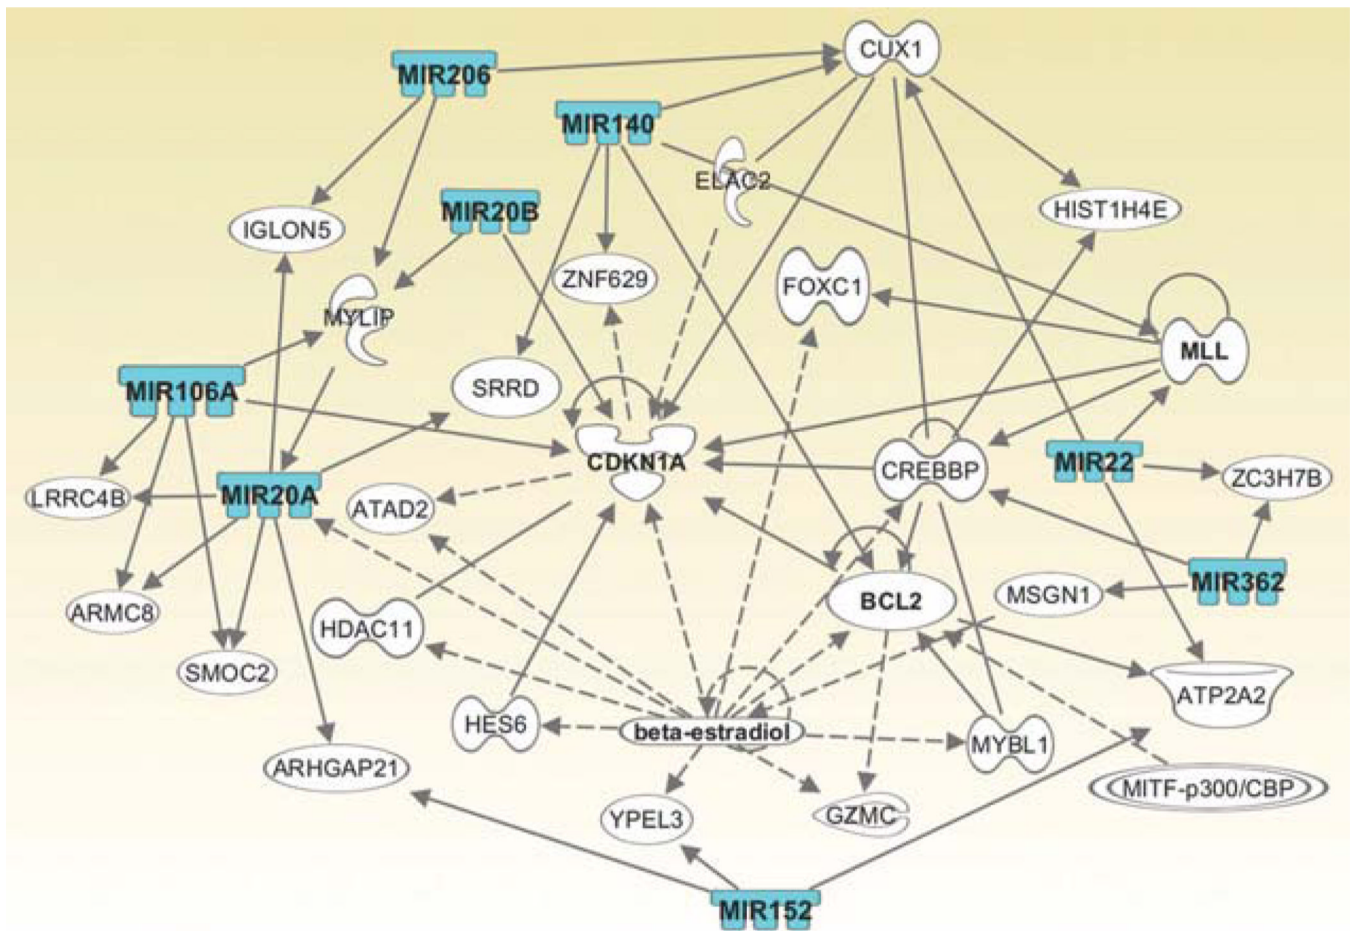 CUX1
MIR206
MIR140
ELAC2
MIR20B
HIST1H4E
IGLON5
ZNF629
FOXC1
MYLIP
MLL
SRRD
MIR106A
CDKN1A
MIR22
CREBBP
ZC3H7B
LRRC4B
MIR20A
ATAD2
MIR362
MSGN1
BCL2
ARMC8
HDAC11
SMOC2
ATP2A2
HES6
beta-estradiol
MYBL1
ARHGAP21
MITF-p300/CBP
YPEL3
GZMC
MIR152